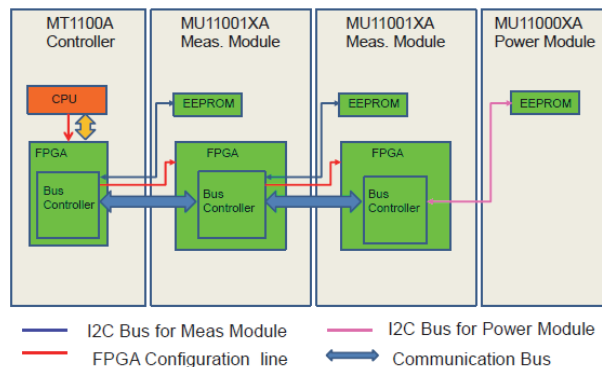 MT1100A
Controller
MU11001XA
Meas. Module
MU11001XA
Meas. Module
MU11000XA
Power Module
CPU
EEPROM
EEPROM
EEPROM
FPGA
FPGA
FPGA
Bus
Controller
Bus
Controller
Bus
Controller
I2C Bus for Meas Module
I2C Bus for Power Module
FPGA Configuration line
Communication Bus